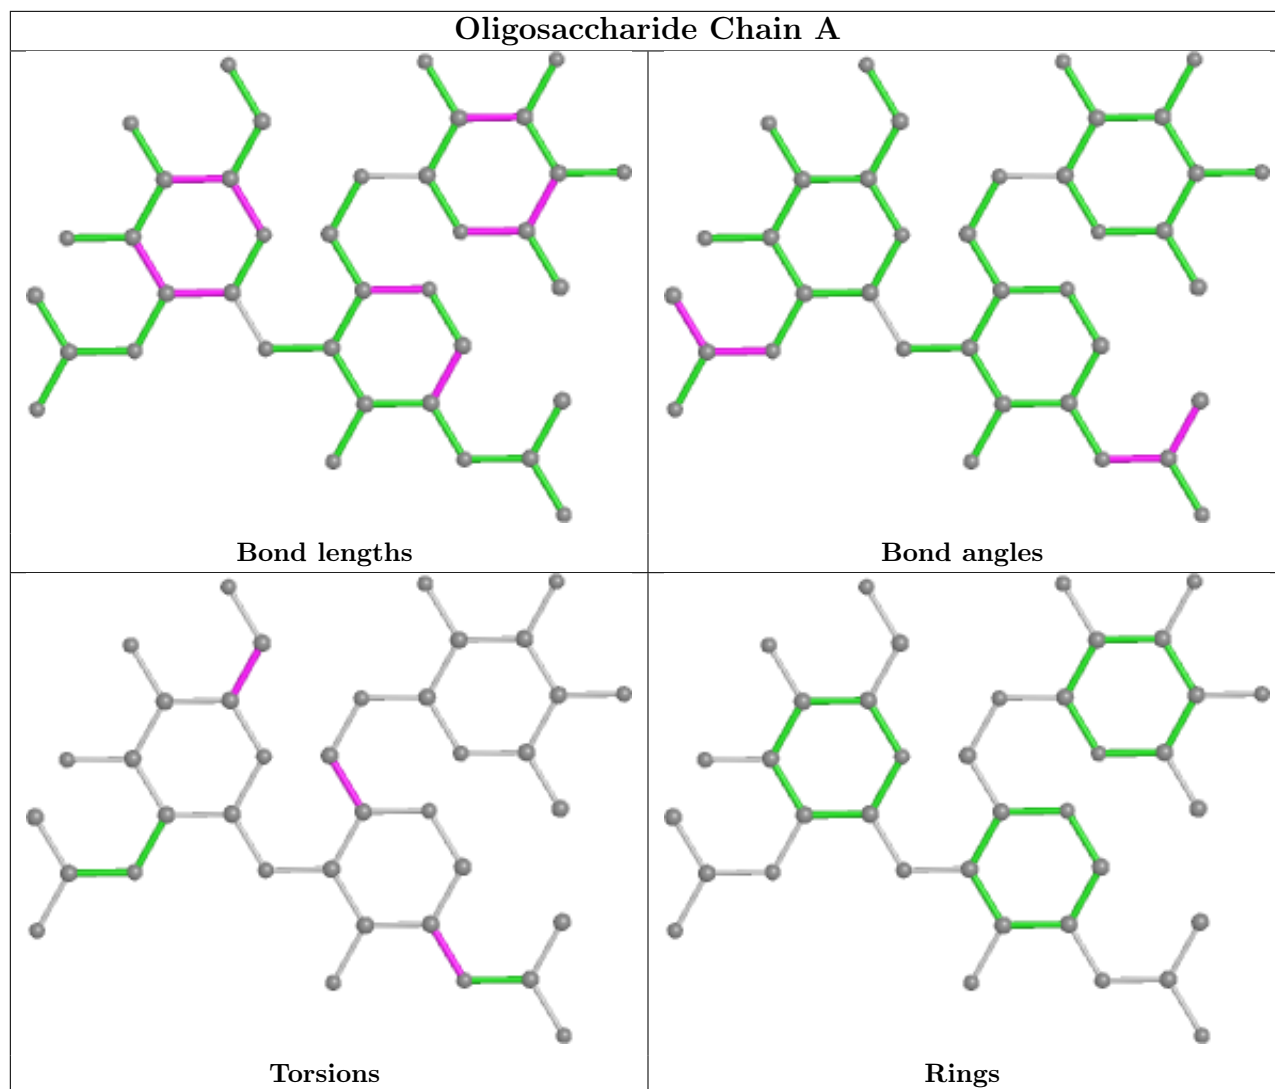 Oligosaccharide Chain A
Bond lengths
Bond angles
Torsions
Rings